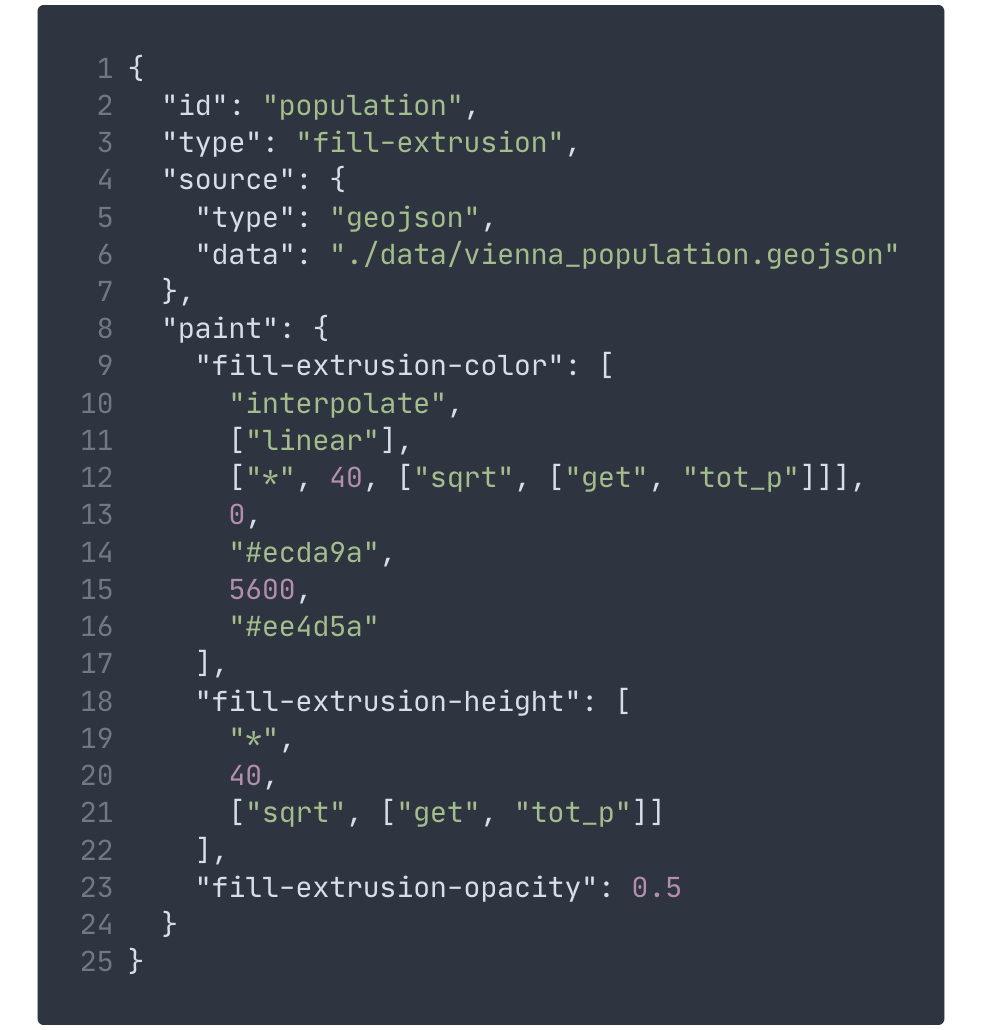 1 {
2   "id": "population",
3   "type": "fill-extrusion",
4   "source": {
5     "type": "geojson",
6     "data": "./data/vienna_population.geojson"
7   },
8   "paint": {
9     "fill-extrusion-color": [
10       "interpolate",
11       ["linear"],
12       ["*", 40, ["sqrt", ["get", "tot_p"]]],
13       0,
14       "#ecda9a",
15       5600,
16       "#ee4d5a"
17     ],
18     "fill-extrusion-height": [
19       "*",
20       40,
21       ["sqrt", ["get", "tot_p"]]
22     ],
23     "fill-extrusion-opacity": 0.5
24   }
25 }